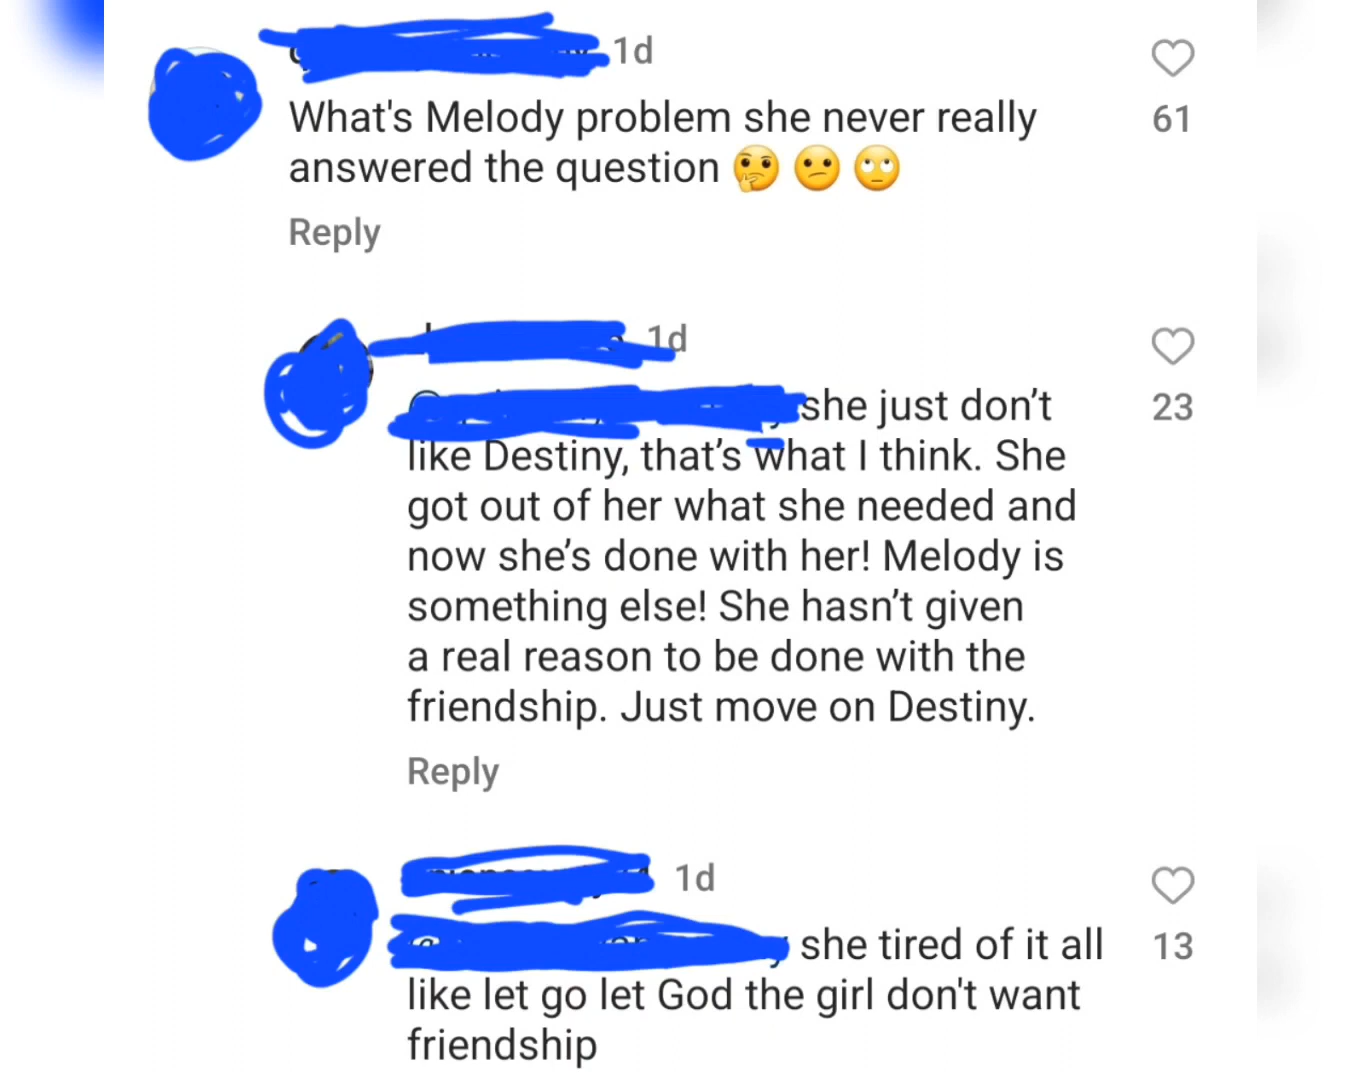 1d
What's Melody problem she never really
61
answered the question 🤔 😕 🙄
Reply
1d
she just don't
23
like Destiny, that's what I think. She
got out of her what she needed and
now she's done with her! Melody is
something else! She hasn't given
a real reason to be done with the
friendship. Just move on Destiny.
Reply
1d
she tired of it all
13
like let go let God the girl don't want
friendship